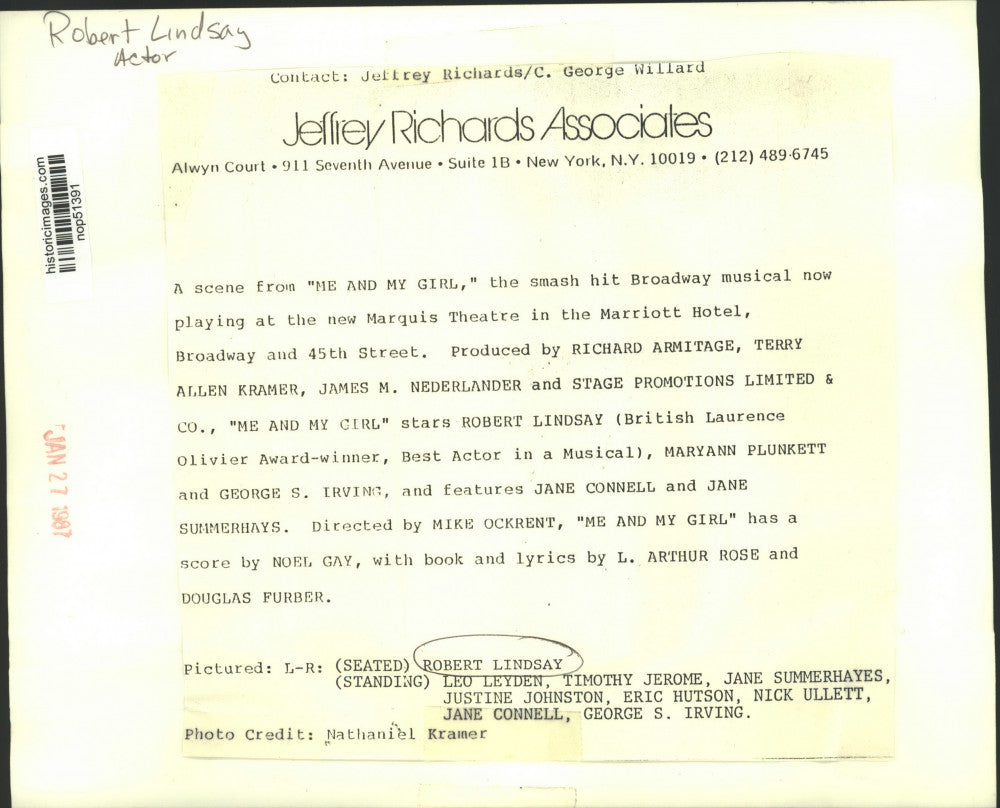 Robert Lindsay
Actor
Contact: Jeffrey Richards/C. George Willard
Jeffrey Richards Associates
Alwyn Court • 911 Seventh Avenue • Suite 1B • New York, N.Y. 10019 • (212) 489-6745
historicimages.com
nop51391
A scene from "ME AND MY GIRL," the smash hit Broadway musical now
playing at the new Marquis Theatre in the Marriott Hotel,
Broadway and 45th Street. Produced by RICHARD ARMITAGE, TERRY
ALLEN KRAMER, JAMES M. NEDERLANDER and STAGE PROMOTIONS LIMITED &
CO., "ME AND MY GIRL" stars ROBERT LINDSAY (British Laurence
Olivier Award-winner, Best Actor in a Musical), MARYANN PLUNKETT
and GEORGE S. IRVING, and features JANE CONNELL and JANE
SUMMERHAYS. Directed by MIKE OCKRENT, "ME AND MY GIRL" has a
score by NOEL GAY, with book and lyrics by L. ARTHUR ROSE and
DOUGLAS FURBER.
JAN 27 1987
Pictured: L-R: (SEATED) ROBERT LINDSAY
(STANDING) LEO LEYDEN, TIMOTHY JEROME, JANE SUMMERHAYES,
JUSTINE JOHNSTON, ERIC HUTSON, NICK ULLETT,
JANE CONNELL, GEORGE S. IRVING.
Photo Credit: Nathaniel Kramer